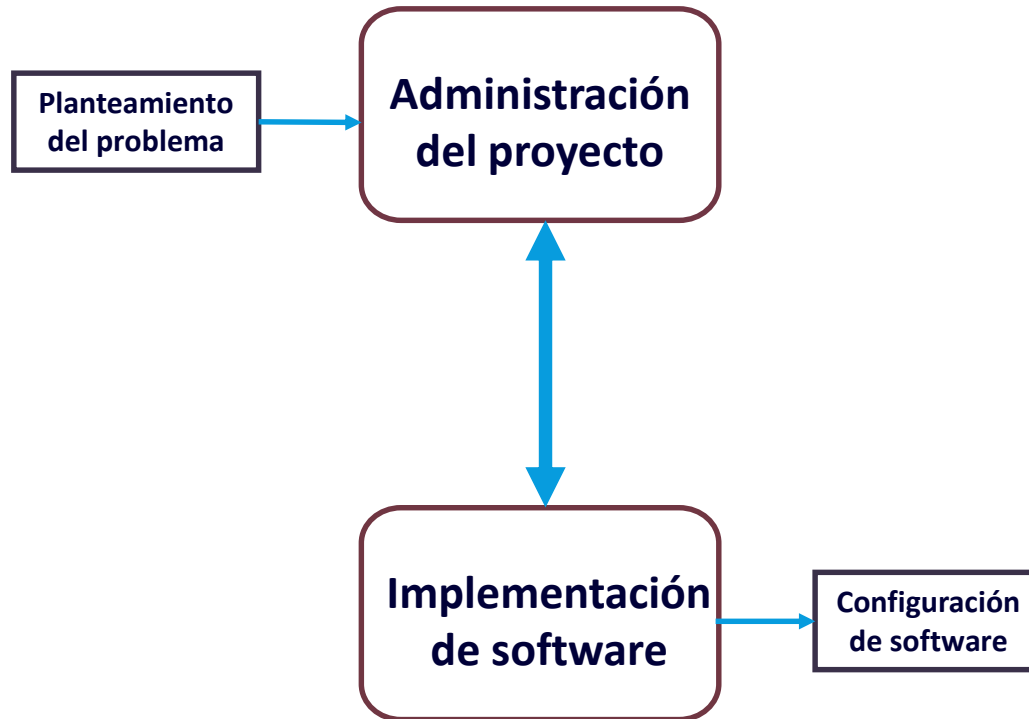 Planteamiento
del problema
Administración
del proyecto
Implementación
de software
Configuración
de software